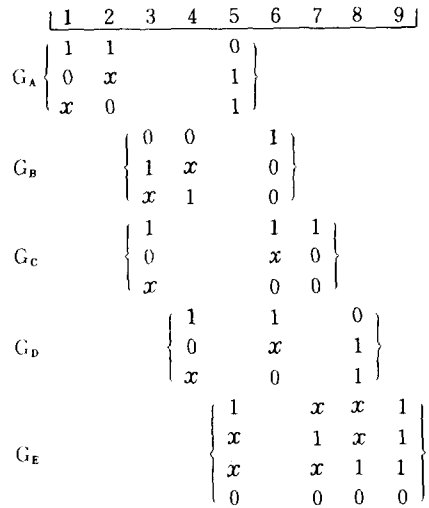 1 2 3 4 5 6 7 8 9
1 1 0
G_A 0 x 1
x 0 1
0 0 1
G_B 1 x 0
x 1 0
1 1 1
G_C 0 x 0
x 0 0
1 1 0
G_D 0 x 1
x 0 1
1 x x 1
x 1 x 1
G_E x x 1 1
0 0 0 0